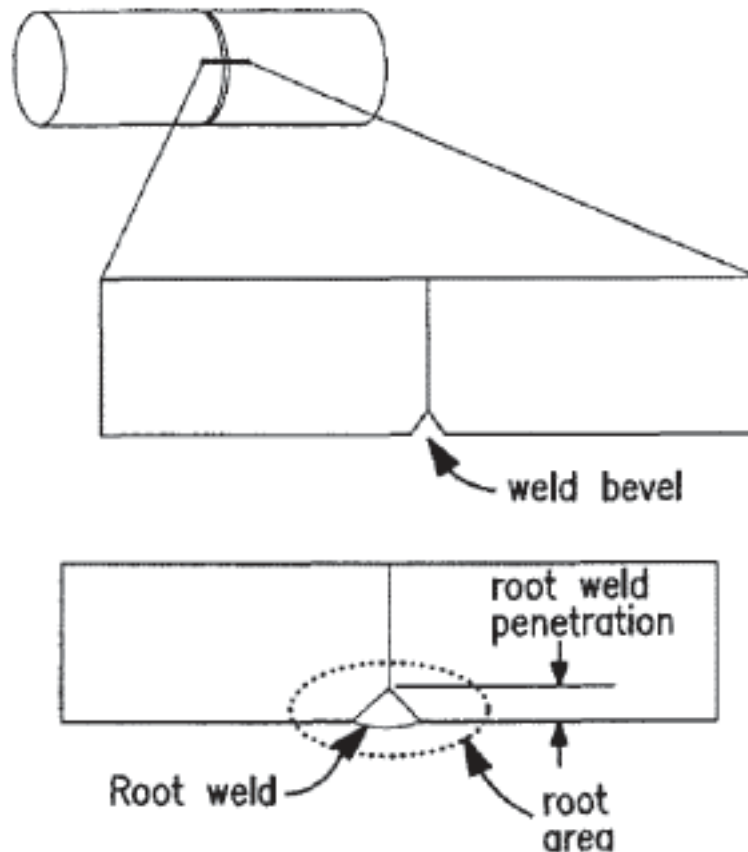 weld bevel
root weld
penetration
Root weld
root
area